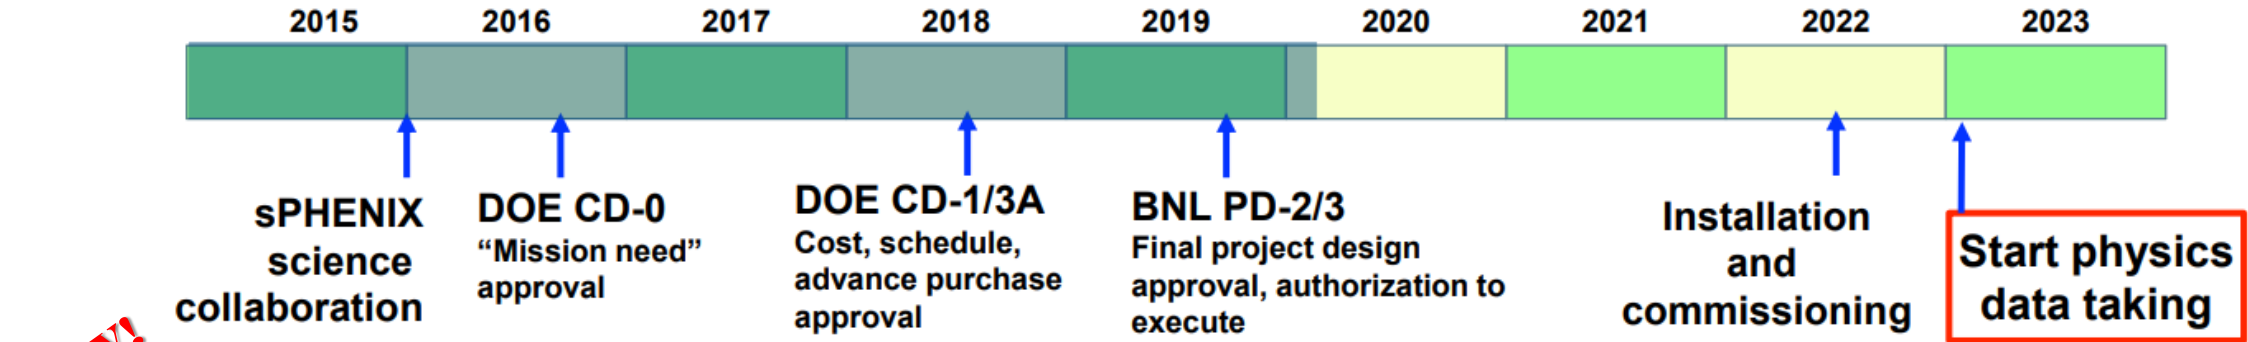 2015 2016 2017 2018 2019 2020 2021 2022 2023
sPHENIX
science
collaboration
DOE CD-0
“Mission need”
approval
DOE CD-1/3A
Cost, schedule,
advance purchase
approval
BNL PD-2/3
Final project design
approval, authorization to
execute
Installation
and
commissioning
Start physics
data taking